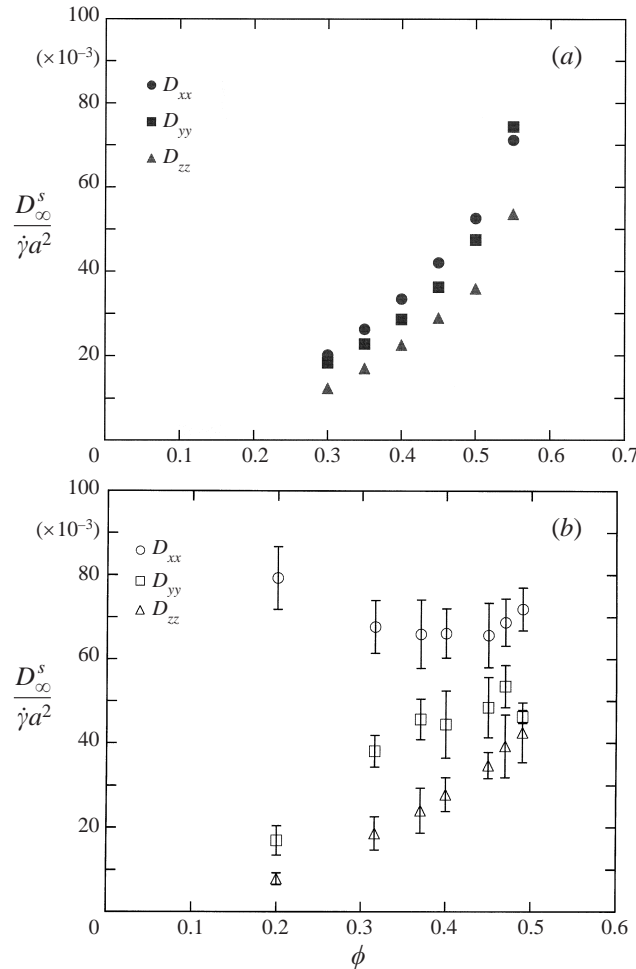 100
(×10⁻³)
(a)
D_xx
80
D_yy
D_zz
60
D^s_∞
γ̇a²
40
20
0 0.1 0.2 0.3 0.4 0.5 0.6 0.7
100
(×10⁻³)
(b)
D_xx
80
D_yy
D_zz
60
D^s_∞
γ̇a²
40
20
0 0.1 0.2 0.3 0.4 0.5 0.6
ϕ